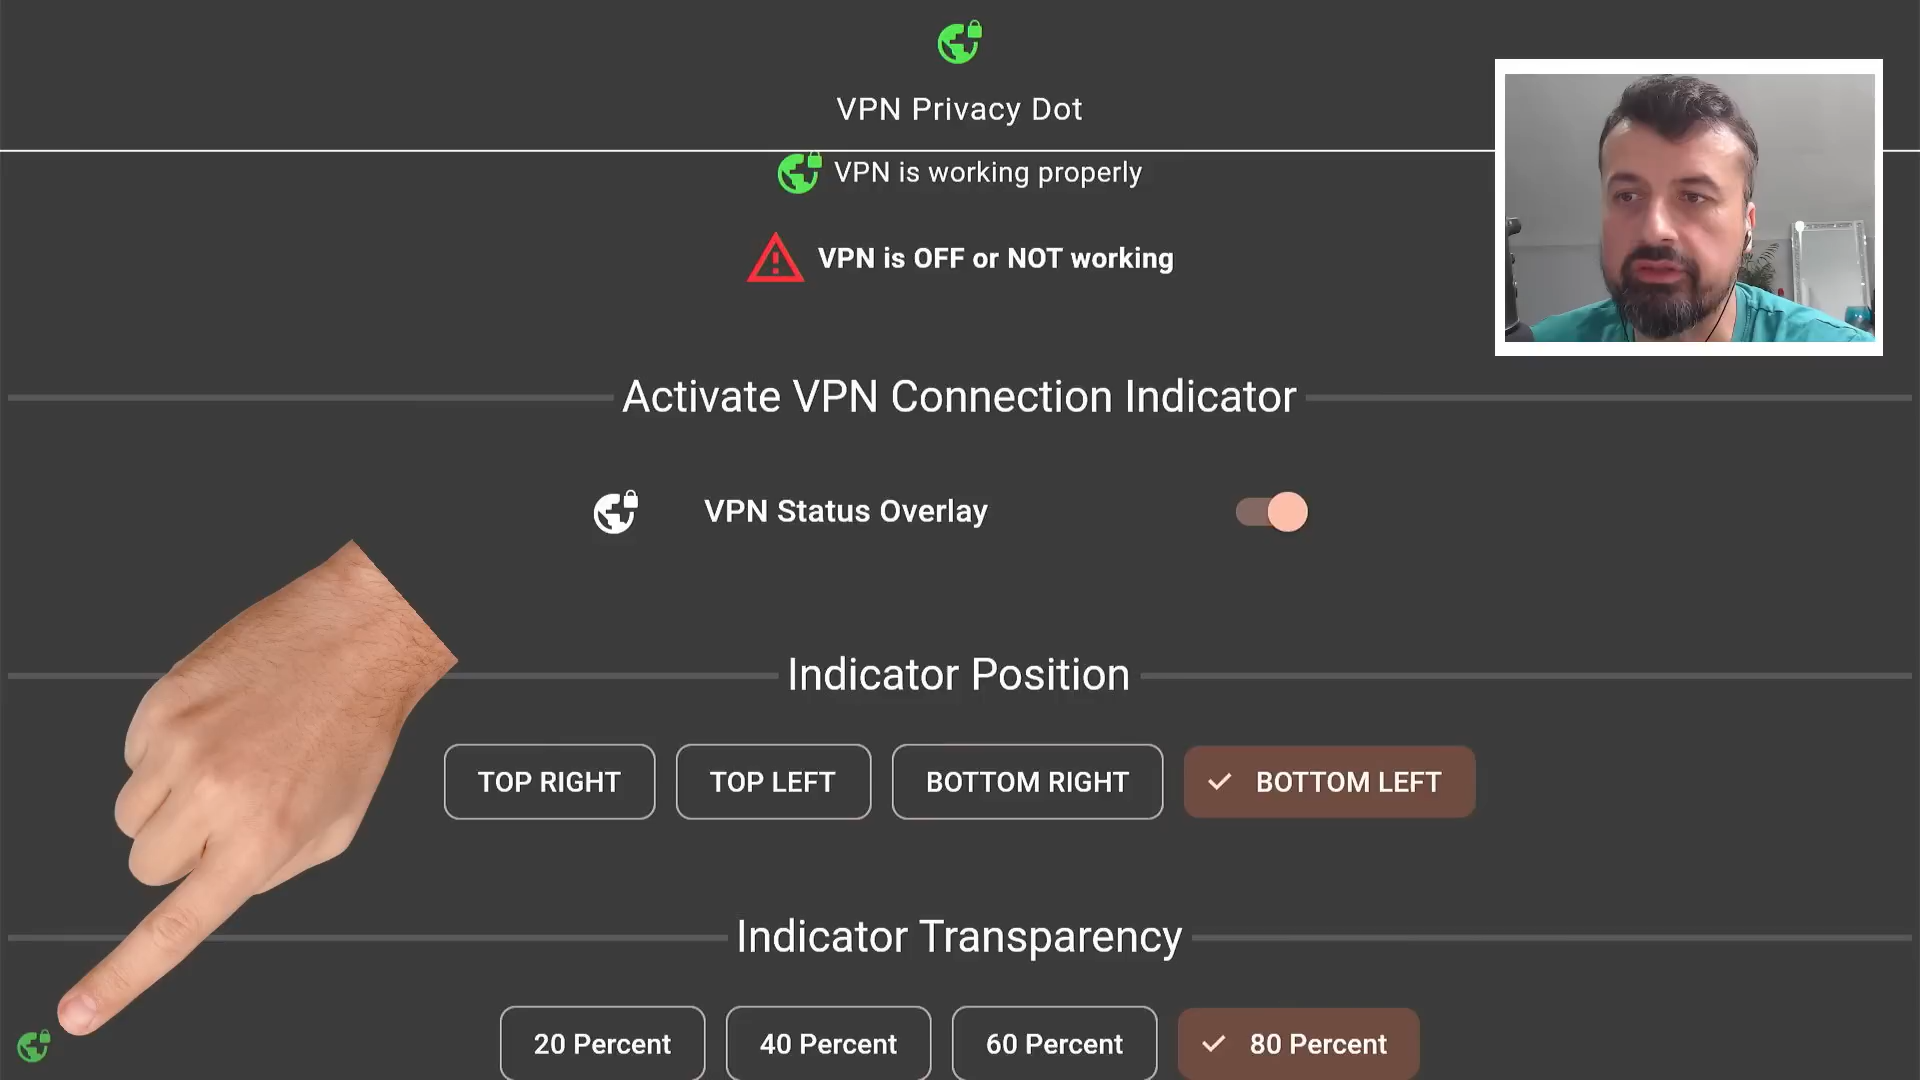 VPN Privacy Dot
VPN is working properly
VPN is OFF or NOT working
Activate VPN Connection Indicator
VPN Status Overlay
Indicator Position
TOP RIGHT
TOP LEFT
BOTTOM RIGHT
BOTTOM LEFT
Indicator Transparency
20 Percent
40 Percent
60 Percent
80 Percent